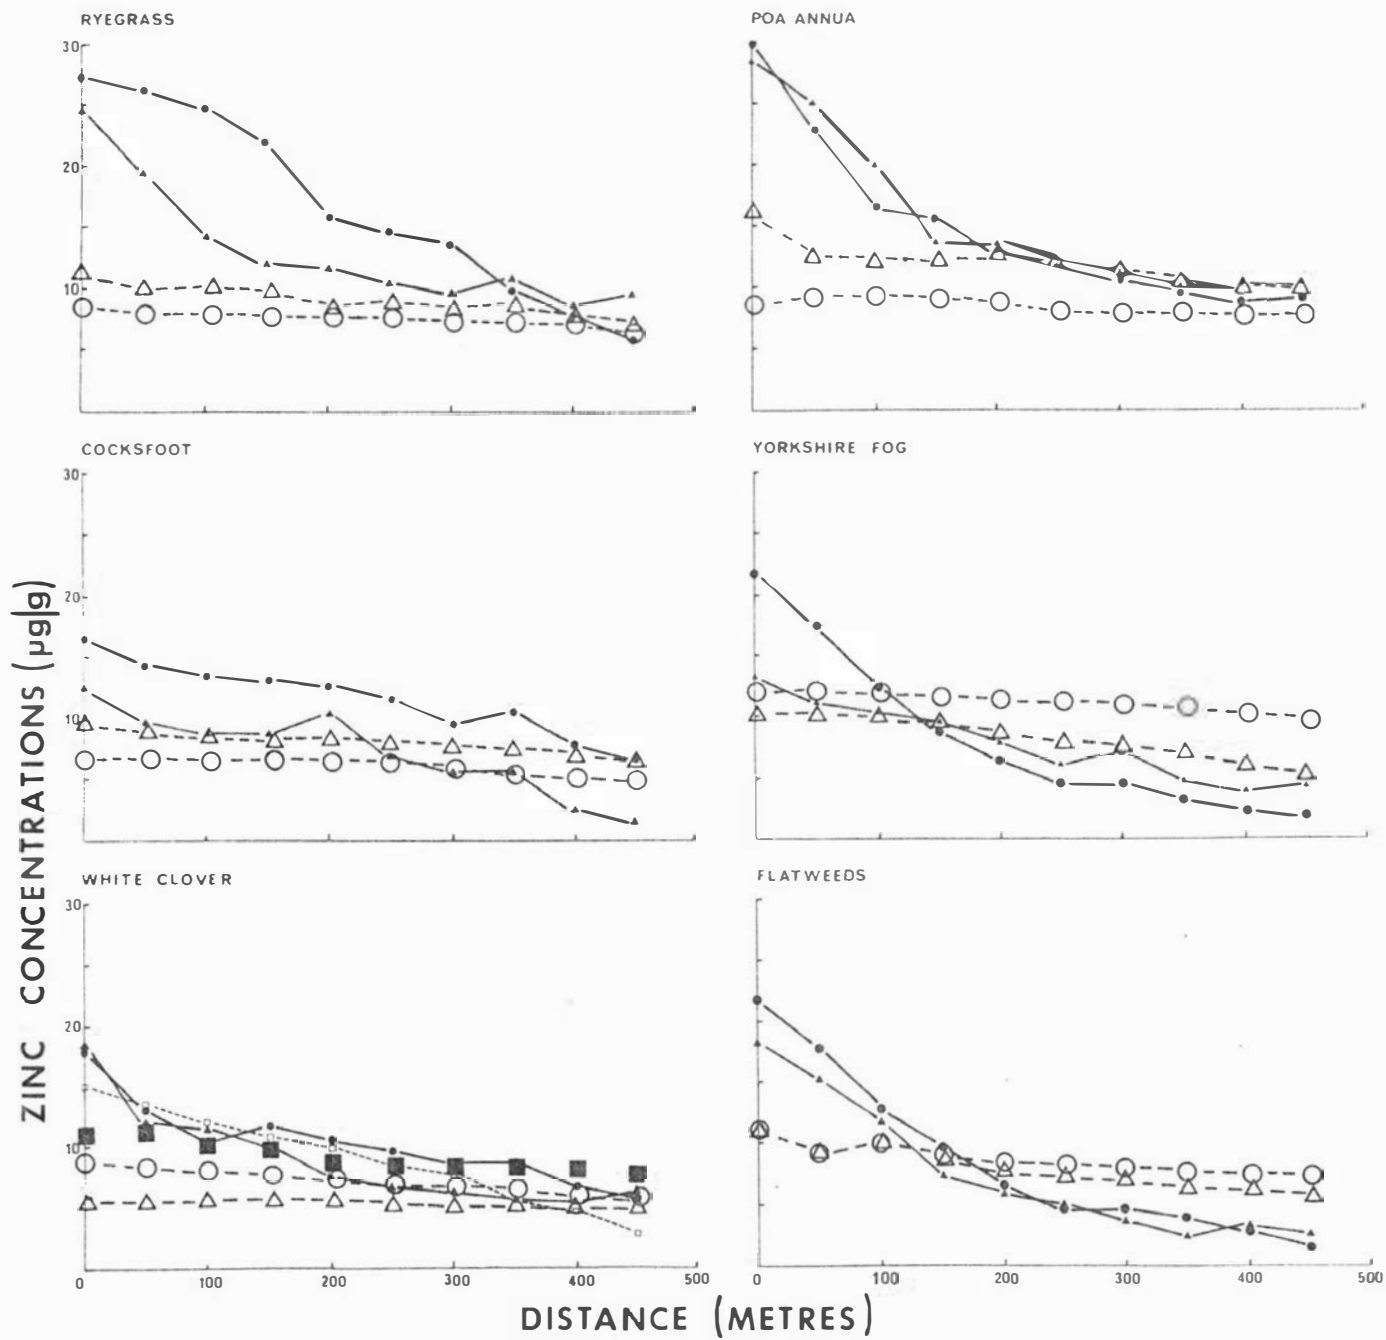 RYEGRASS
POA ANNUA
30
20
10
COCKSFOOT
YORKSHIRE FOG
30
20
10
WHITE CLOVER
FLATWEEDS
30
20
10
0 100 200 300 400 500
0 100 200 300 400 500
ZINC CONCENTRATIONS (µg/g)
DISTANCE (METRES)